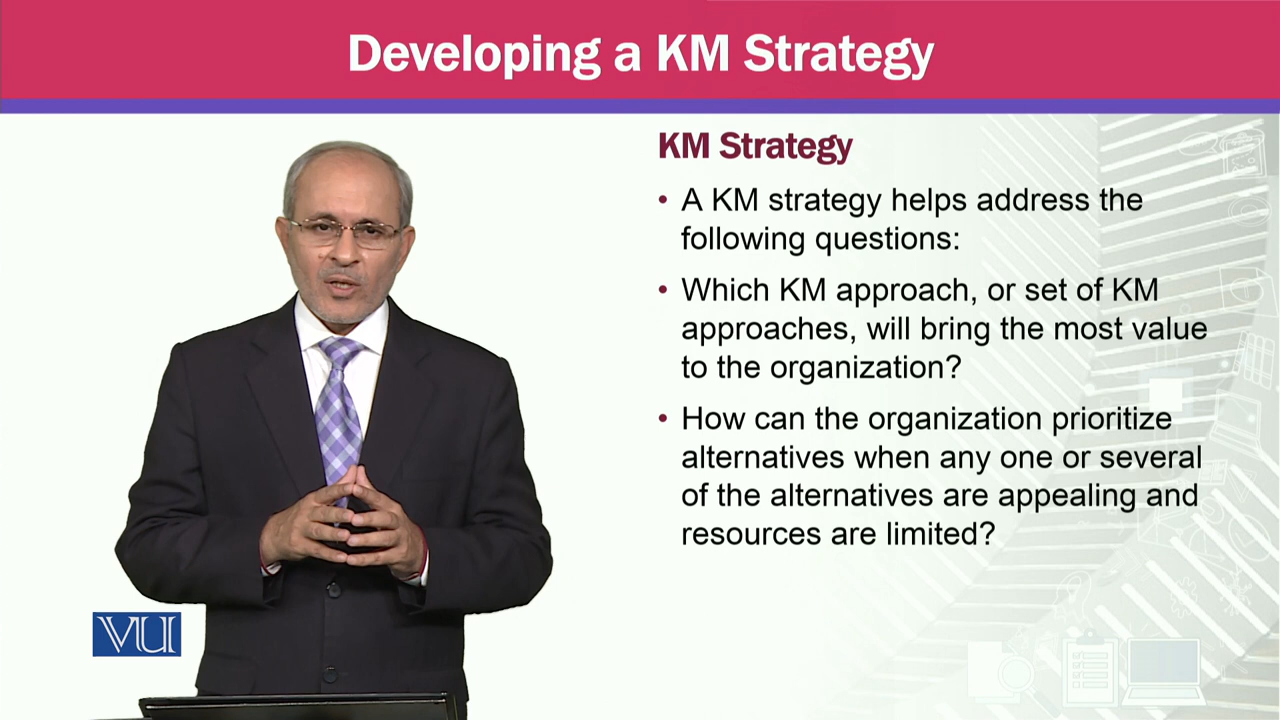 Developing a KM Strategy
KM Strategy
• A KM strategy helps address the
following questions:
• Which KM approach, or set of KM
approaches, will bring the most value
to the organization?
• How can the organization prioritize
alternatives when any one or several
of the alternatives are appealing and
resources are limited?
VU